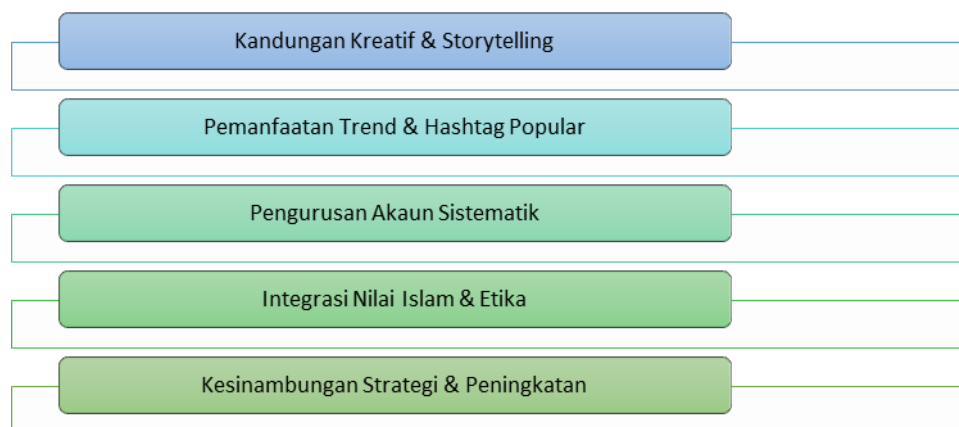 Kandungan Kreatif & Storytelling
Pemanfaatan Trend & Hashtag Popular
Pengurusan Akaun Sistematik
Integrasi Nilai Islam & Etika
Kesinambungan Strategi & Peningkatan